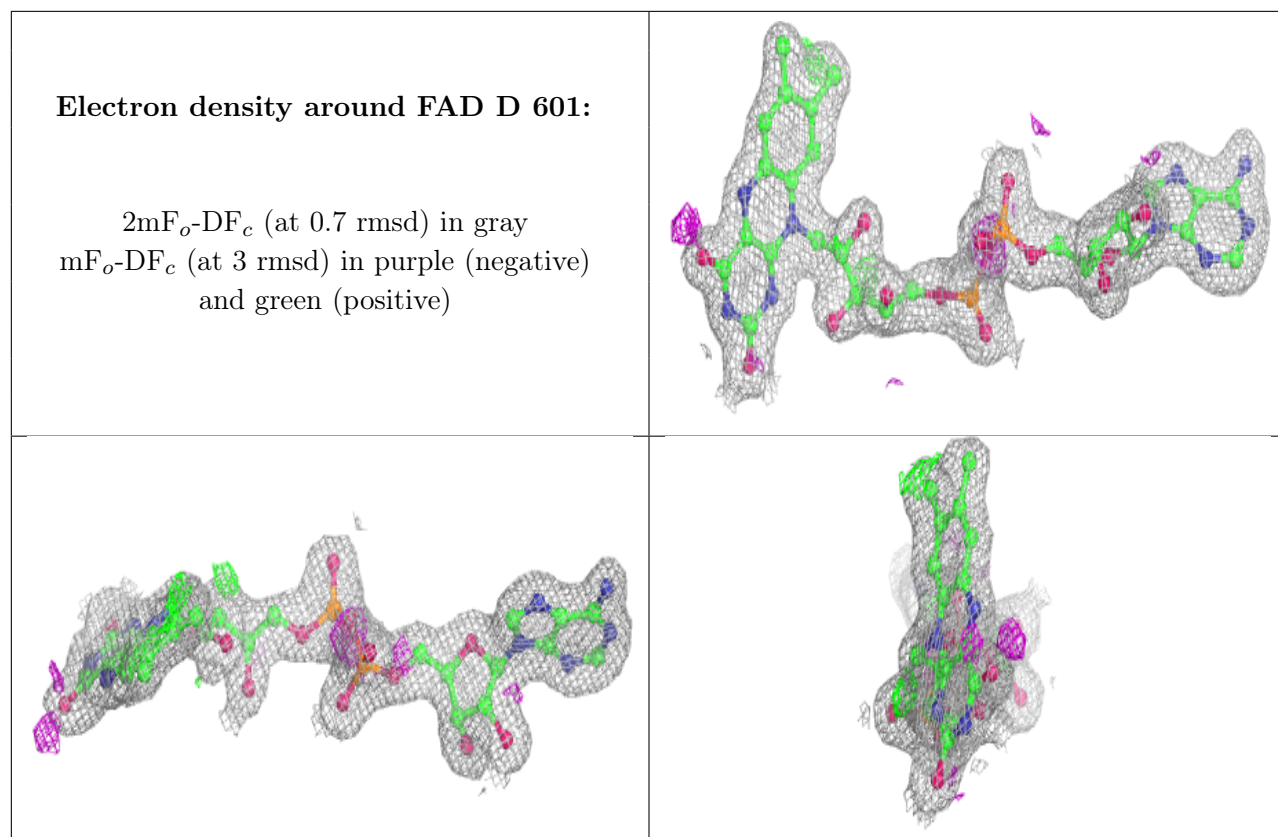 Electron density around FAD D 601:
2mFo-DFc (at 0.7 rmsd) in gray
mFo-DFc (at 3 rmsd) in purple (negative)
and green (positive)